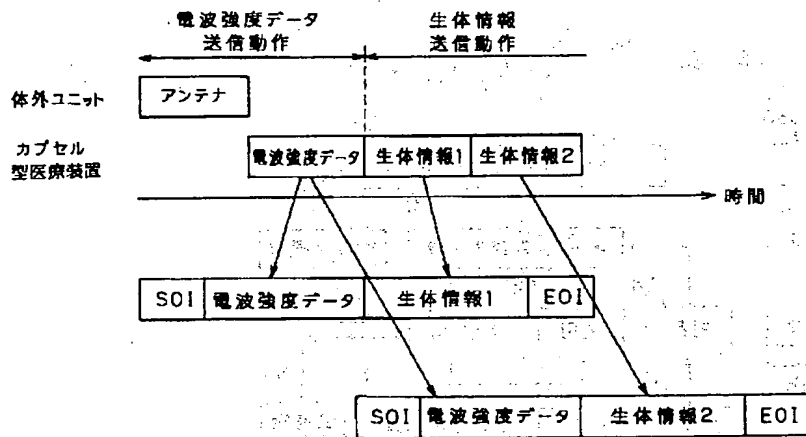 電波強度データ
送信動作
生体情報
送信動作
体外ユニット
アンテナ
カプセル
型医療装置
電波強度データ
生体情報1
生体情報2
時間
SOI
電波強度データ
生体情報1
EOI
SOI
電波強度データ
生体情報2
EOI